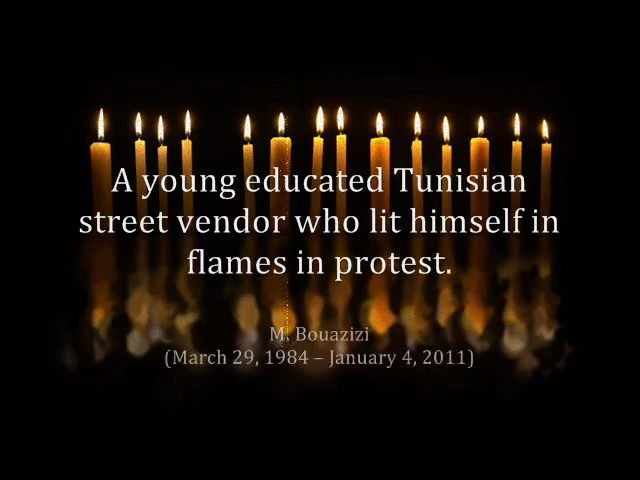 A young educated Tunisian
street vendor who lit himself in
flames in protest.
M. Bouazizi
(March 29, 1984 – January 4, 2011)